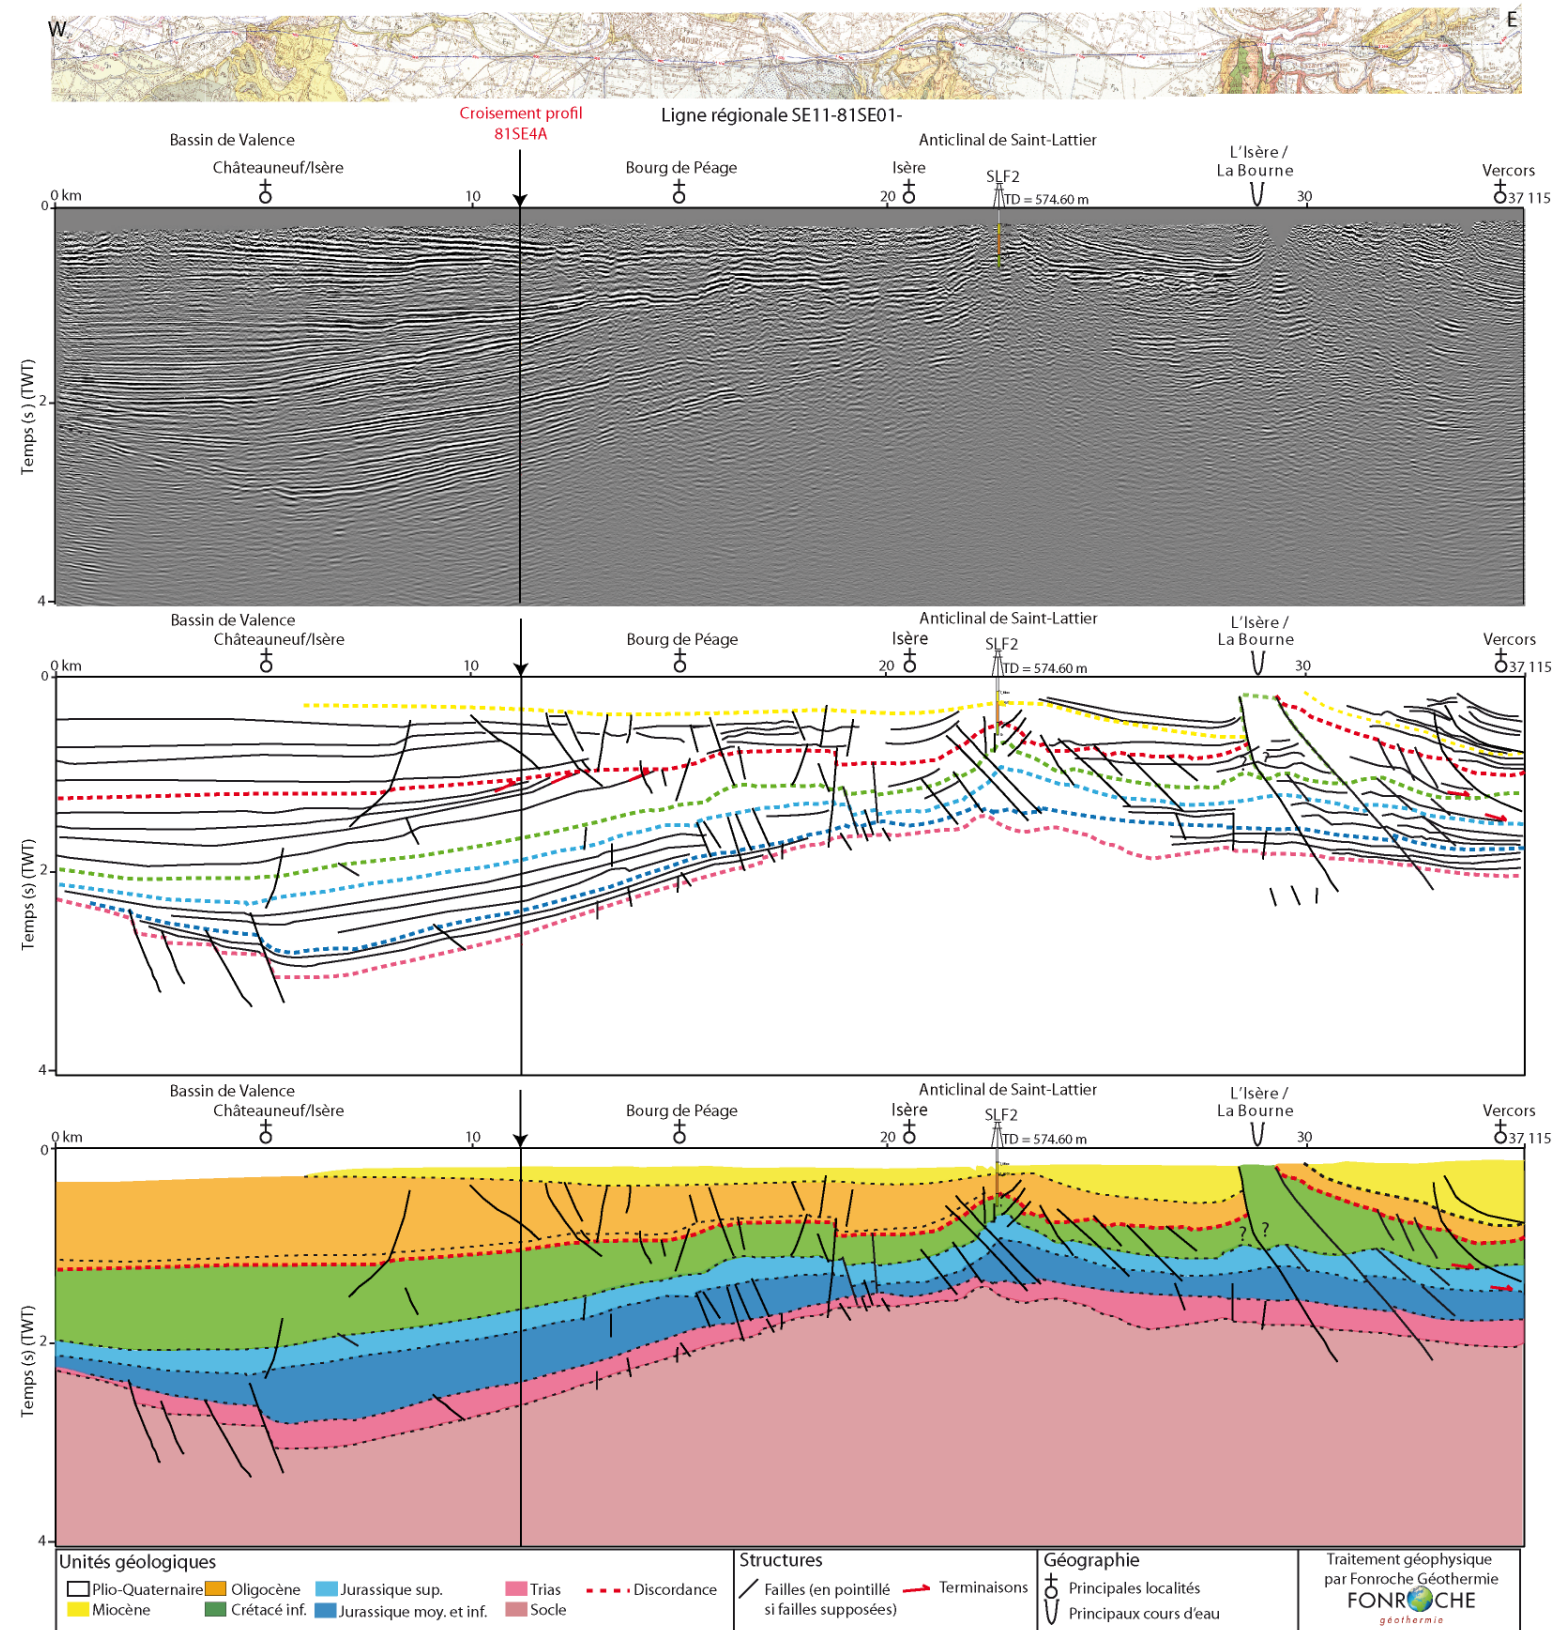 W
E
Croisement profil
81SE4A
Ligne régionale SE11-81SE01-
Bassin de Valence
Anticlinal de Saint-Lattier
Châteauneuf/Isère
Bourg de Péage
Isère
SLF2
L'Isère /
La Bourne
Vercors
0 km
10
20
TD = 574.60 m
30
37 115
0
2
4
Temps (s) (TWT)
Bassin de Valence
Anticlinal de Saint-Lattier
Châteauneuf/Isère
Bourg de Péage
Isère
SLF2
L'Isère /
La Bourne
Vercors
0 km
10
20
TD = 574.60 m
30
37 115
0
2
4
Temps (s) (TWT)
? ?
Bassin de Valence
Anticlinal de Saint-Lattier
Châteauneuf/Isère
Bourg de Péage
Isère
SLF2
L'Isère /
La Bourne
Vercors
0 km
10
20
TD = 574.60 m
30
37 115
0
2
4
Temps (s) (TWT)
? ?
Unités géologiques
Plio-Quaternaire
Oligocène
Jurassique sup.
Trias
Discordance
Miocène
Crétacé inf.
Jurassique moy. et inf.
Socle
Structures
Failles (en pointillé
si failles supposées)
Terminaisons
Géographie
Principales localités
Principaux cours d'eau
Traitement géophysique
par Fonroche Géothermie
FONROCHE
géothermie